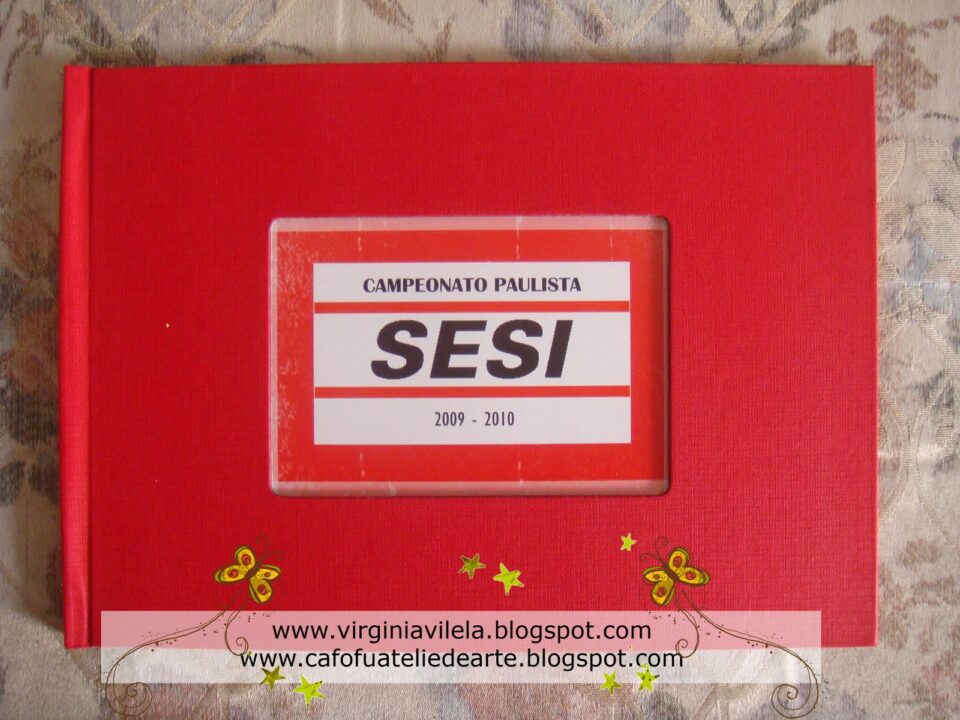 CAMPEONATO PAULISTA
SESI
2009 - 2010
www.virginiavilela.blogspot.com
www.cafofuateliedearte.blogspot.com